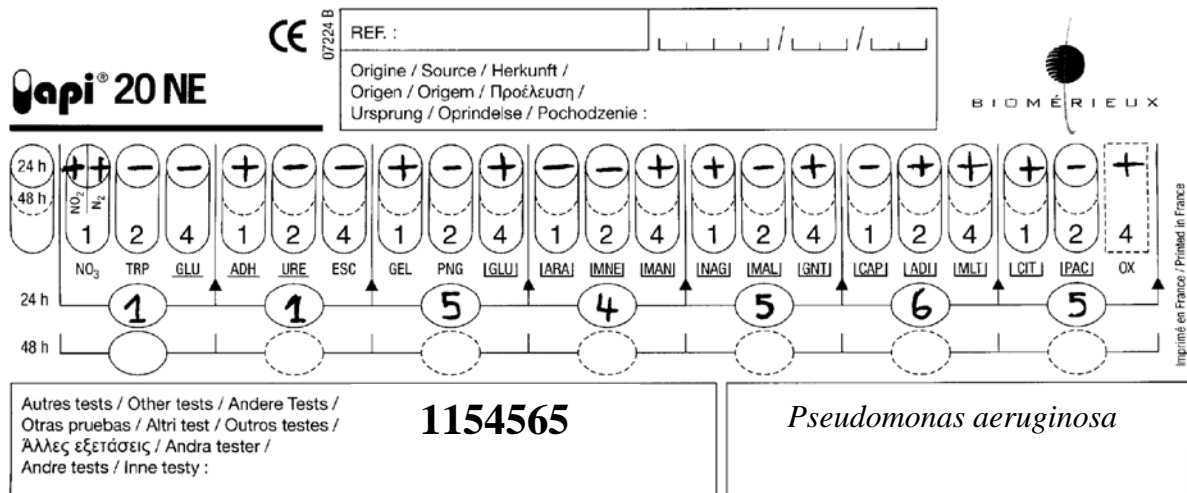 CE
07224 B
REF. :
/ /
api® 20 NE
Origine / Source / Herkunft /
Origen / Origem / Προέλευση /
Ursprung / Oprindelse / Pochodzenie :
BIOMÉRIEUX
24 h ++ - - + - - + - + - - + + - + - + + + - +
48 h NO2 N2
1 2 4 1 2 4 1 2 4 1 2 4 1 2 4 1 2 4 1 2 4
NO3 TRP GLU ADH URE ESC GEL PNG |GLU| |ARA| |MNE| |MAN| |NAG| |MAL| |GNT| |CAP| |ADI| |MLT| |CIT| |PAC| OX
24 h 1 1 5 4 5 6 5
48 h
Imprimé en France / Printed in France
Autres tests / Other tests / Andere Tests /
Otras pruebas / Altri test / Outros testes /
Άλλες εξετάσεις / Andra tester /
Andre tests / Inne testy :
1154565
Pseudomonas aeruginosa